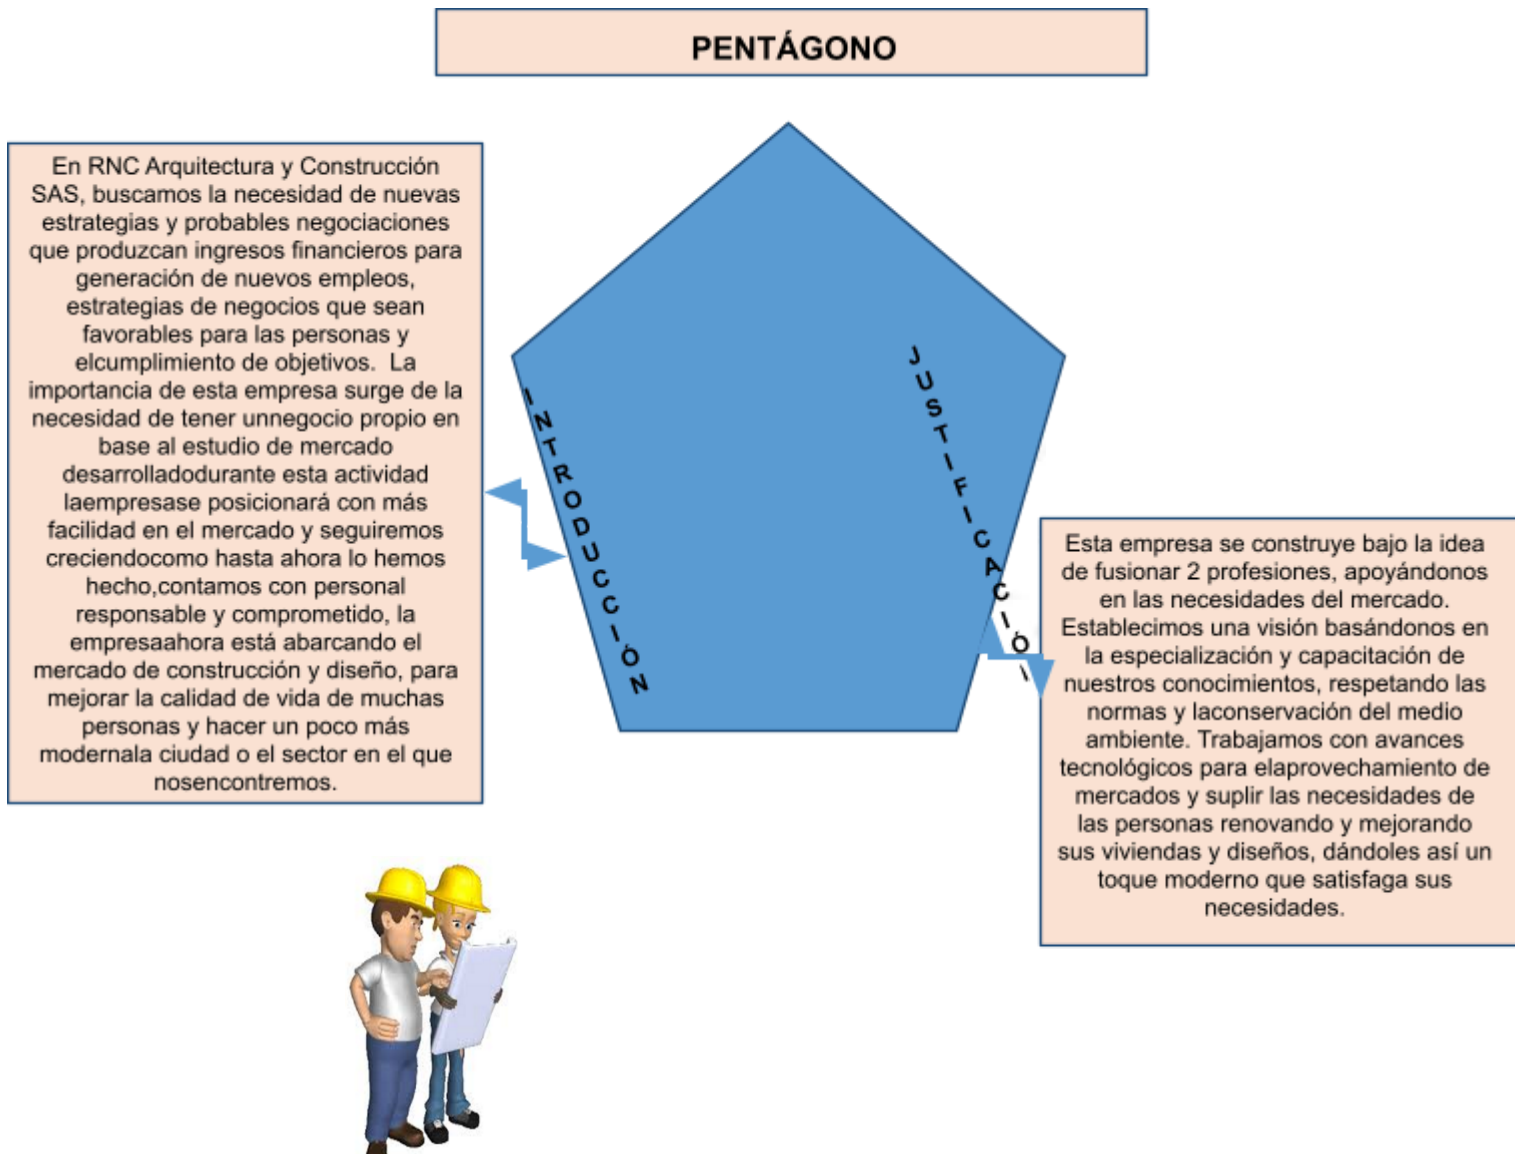 PENTÁGONO
En RNC Arquitectura y Construcción
SAS, buscamos la necesidad de nuevas
estrategias y probables negociaciones
que produzcan ingresos financieros para
generación de nuevos empleos,
estrategias de negocios que sean
favorables para las personas y
elcumplimiento de objetivos.  La
importancia de esta empresa surge de la
necesidad de tener unnegocio propio en
base al estudio de mercado
desarrolladodurante esta actividad
laempresase posicionará con más
facilidad en el mercado y seguiremos
creciendocomo hasta ahora lo hemos
hecho,contamos con personal
responsable y comprometido, la
empresaahora está abarcando el
mercado de construcción y diseño, para
mejorar la calidad de vida de muchas
personas y hacer un poco más
modernala ciudad o el sector en el que
nosencontremos.
INTRODUCCIÓN
JUSTIFICACIÓ
Esta empresa se construye bajo la idea
de fusionar 2 profesiones, apoyándonos
en las necesidades del mercado.
Establecimos una visión basándonos en
la especialización y capacitación de
nuestros conocimientos, respetando las
normas y laconservación del medio
ambiente. Trabajamos con avances
tecnológicos para elaprovechamiento de
mercados y suplir las necesidades de
las personas renovando y mejorando
sus viviendas y diseños, dándoles así un
toque moderno que satisfaga sus
necesidades.